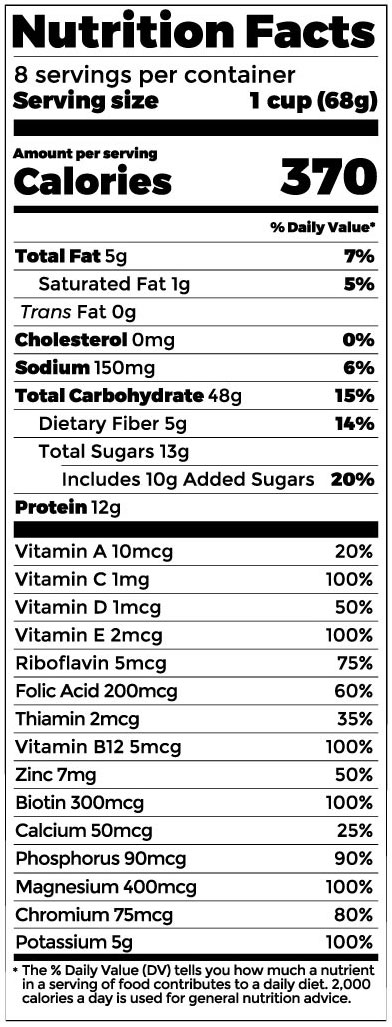 Nutrition Facts
8 servings per container
Serving size 1 cup (68g)
Amount per serving
Calories 370
% Daily Value*
Total Fat 5g 7%
Saturated Fat 1g 5%
Trans Fat 0g
Cholesterol 0mg 0%
Sodium 150mg 6%
Total Carbohydrate 48g 15%
Dietary Fiber 5g 14%
Total Sugars 13g
Includes 10g Added Sugars 20%
Protein 12g
Vitamin A 10mcg 20%
Vitamin C 1mg 100%
Vitamin D 1mcg 50%
Vitamin E 2mcg 100%
Riboflavin 5mcg 75%
Folic Acid 200mcg 60%
Thiamin 2mcg 35%
Vitamin B12 5mcg 100%
Zinc 7mg 50%
Biotin 300mcg 100%
Calcium 50mcg 25%
Phosphorus 90mcg 90%
Magnesium 400mcg 100%
Chromium 75mcg 80%
Potassium 5g 100%
* The % Daily Value (DV) tells you how much a nutrient
in a serving of food contributes to a daily diet. 2,000
calories a day is used for general nutrition advice.